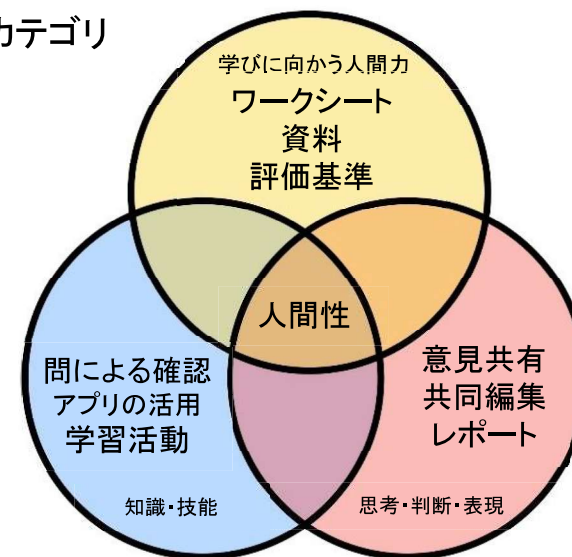 カテゴリ
学びに向かう人間力
ワークシート
資料
評価基準
人間性
問による確認
アプリの活用
学習活動
知識・技能
意見共有
共同編集
レポート
思考・判断・表現